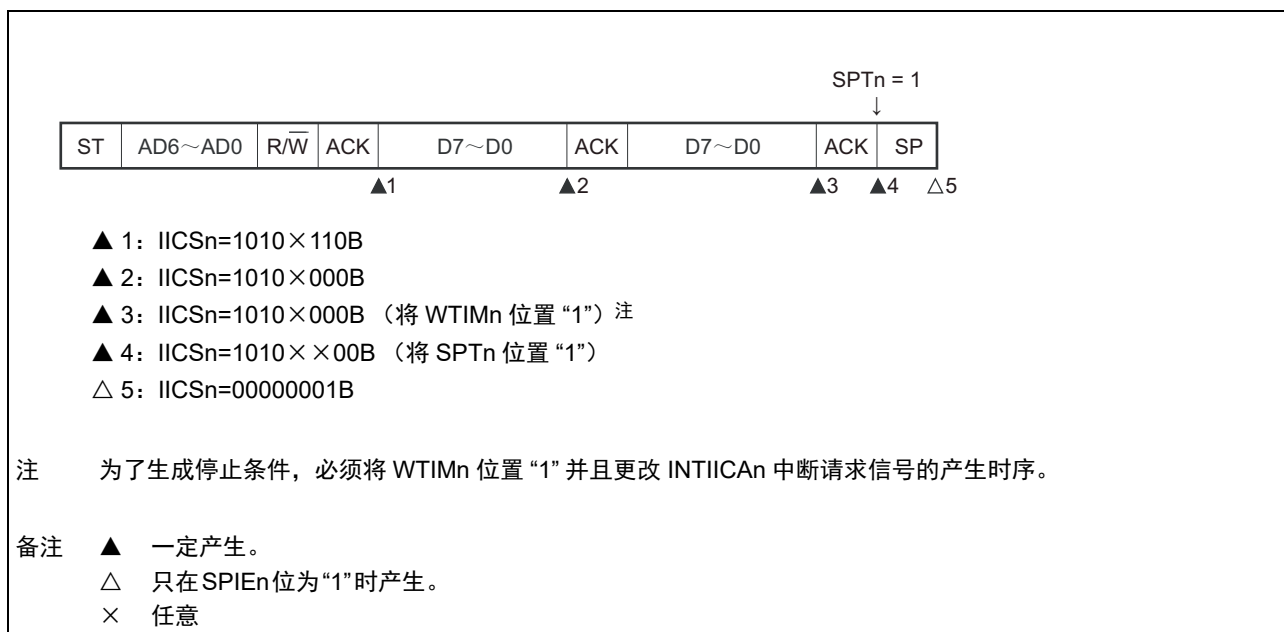 SPTn = 1
↓
ST AD6～AD0 R/W̅ ACK D7～D0 ACK D7～D0 ACK SP
▲1 ▲2 ▲3 ▲4 △5
▲ 1：IICSn=1010×110B
▲ 2：IICSn=1010×000B
▲ 3：IICSn=1010×000B （将 WTIMn 位置 “1”）注
▲ 4：IICSn=1010××00B （将 SPTn 位置 “1”）
△ 5：IICSn=00000001B
注 为了生成停止条件，必须将 WTIMn 位置 “1” 并且更改 INTIICAn 中断请求信号的产生时序。
备注 ▲ 一定产生。
△ 只在SPIEn位为“1”时产生。
× 任意